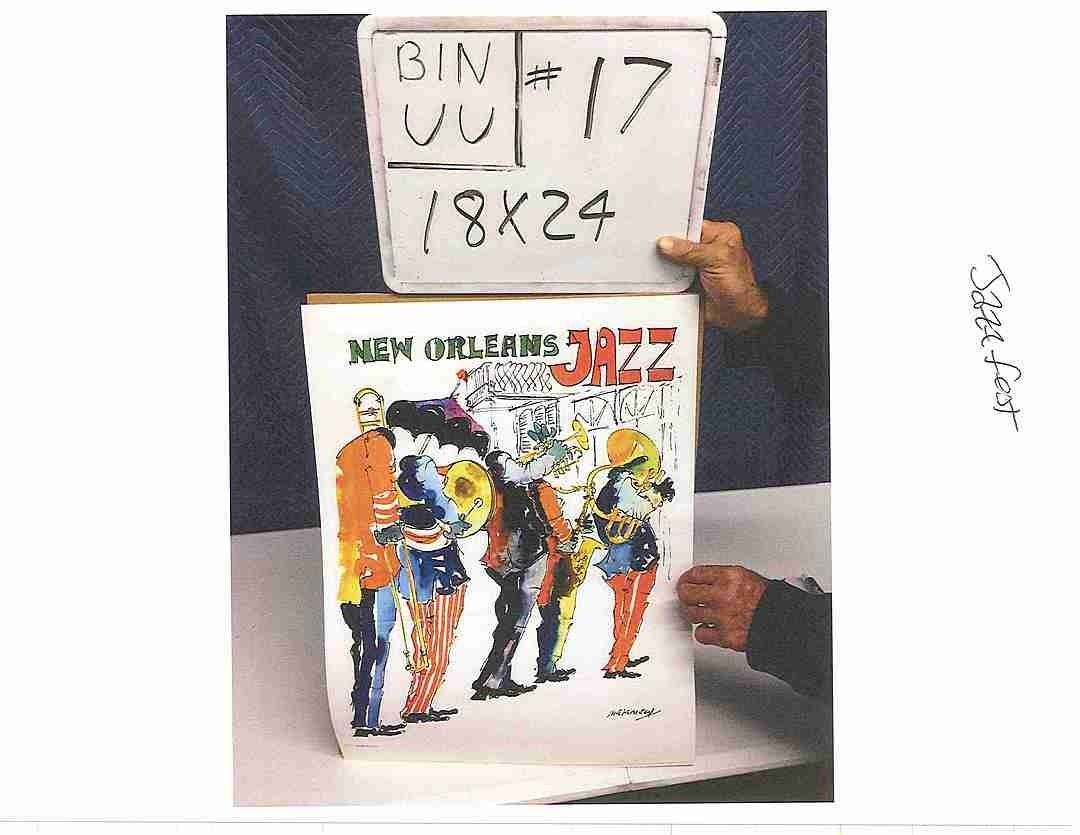 BIN
UU
# 17
18X24
NEW ORLEANS JAZZ
Jazz fest